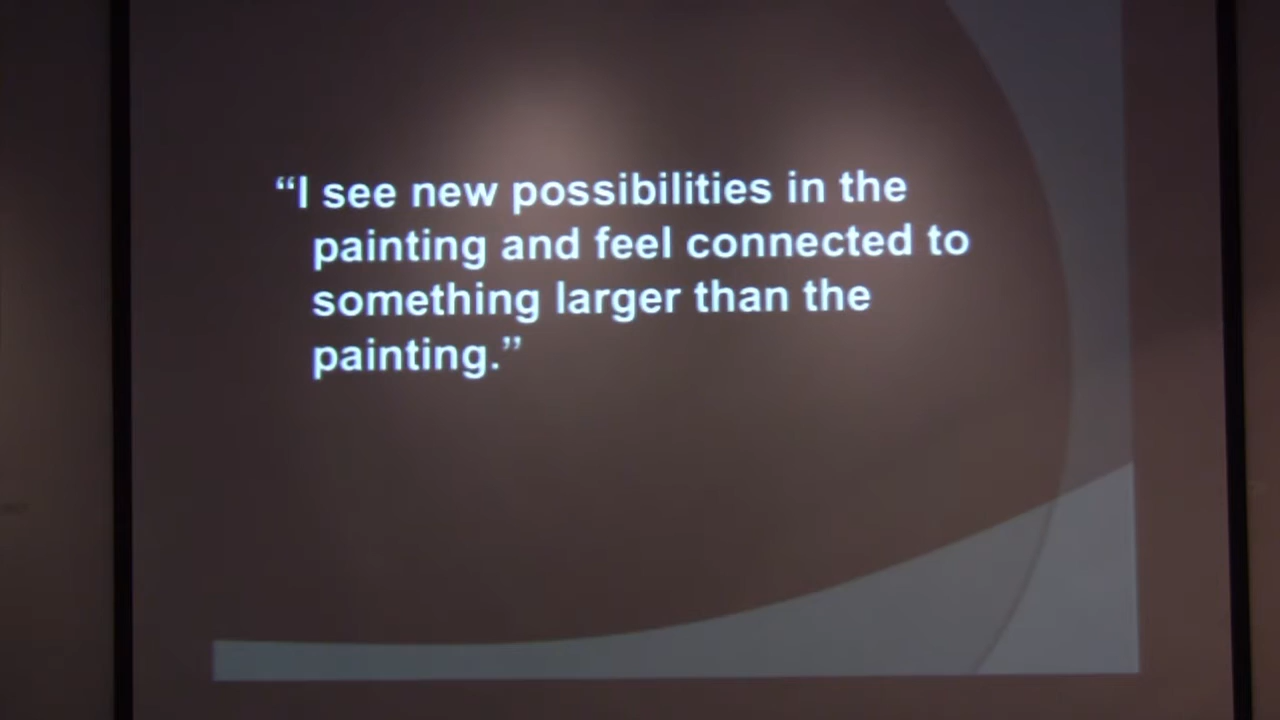 “I see new possibilities in the
painting and feel connected to
something larger than the
painting.”